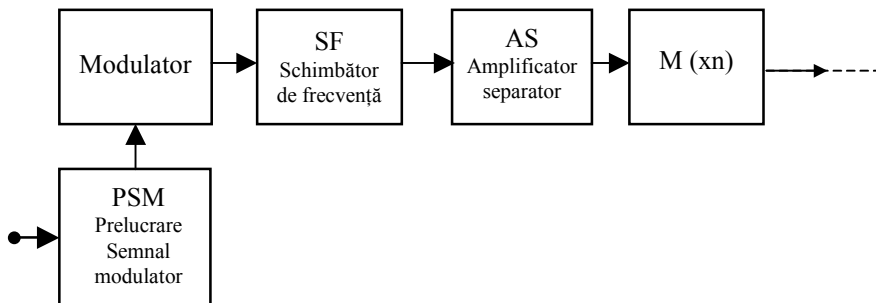 Modulator
SF
Schimbător
de frecvență
AS
Amplificator
separator
M (xn)
PSM
Prelucrare
Semnal
modulator